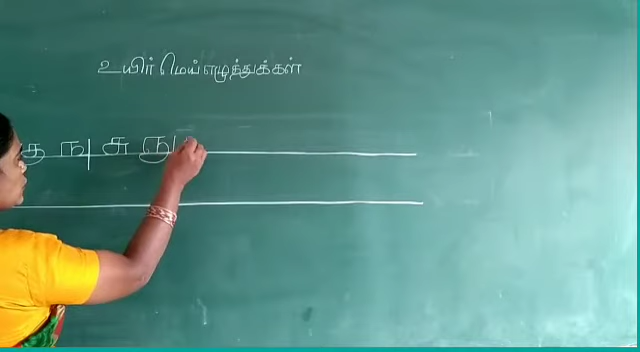 உயிர் மெய் எழுத்துக்கள்
கு ஙு சு ஞு